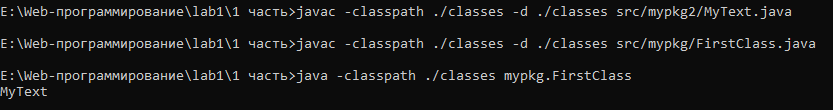 E:\Web-программирование\lab1\1 часть>javac -classpath ./classes -d ./classes src/mypkg2/MyText.java
E:\Web-программирование\lab1\1 часть>javac -classpath ./classes -d ./classes src/mypkg/FirstClass.java
E:\Web-программирование\lab1\1 часть>java -classpath ./classes mypkg.FirstClass
MyText